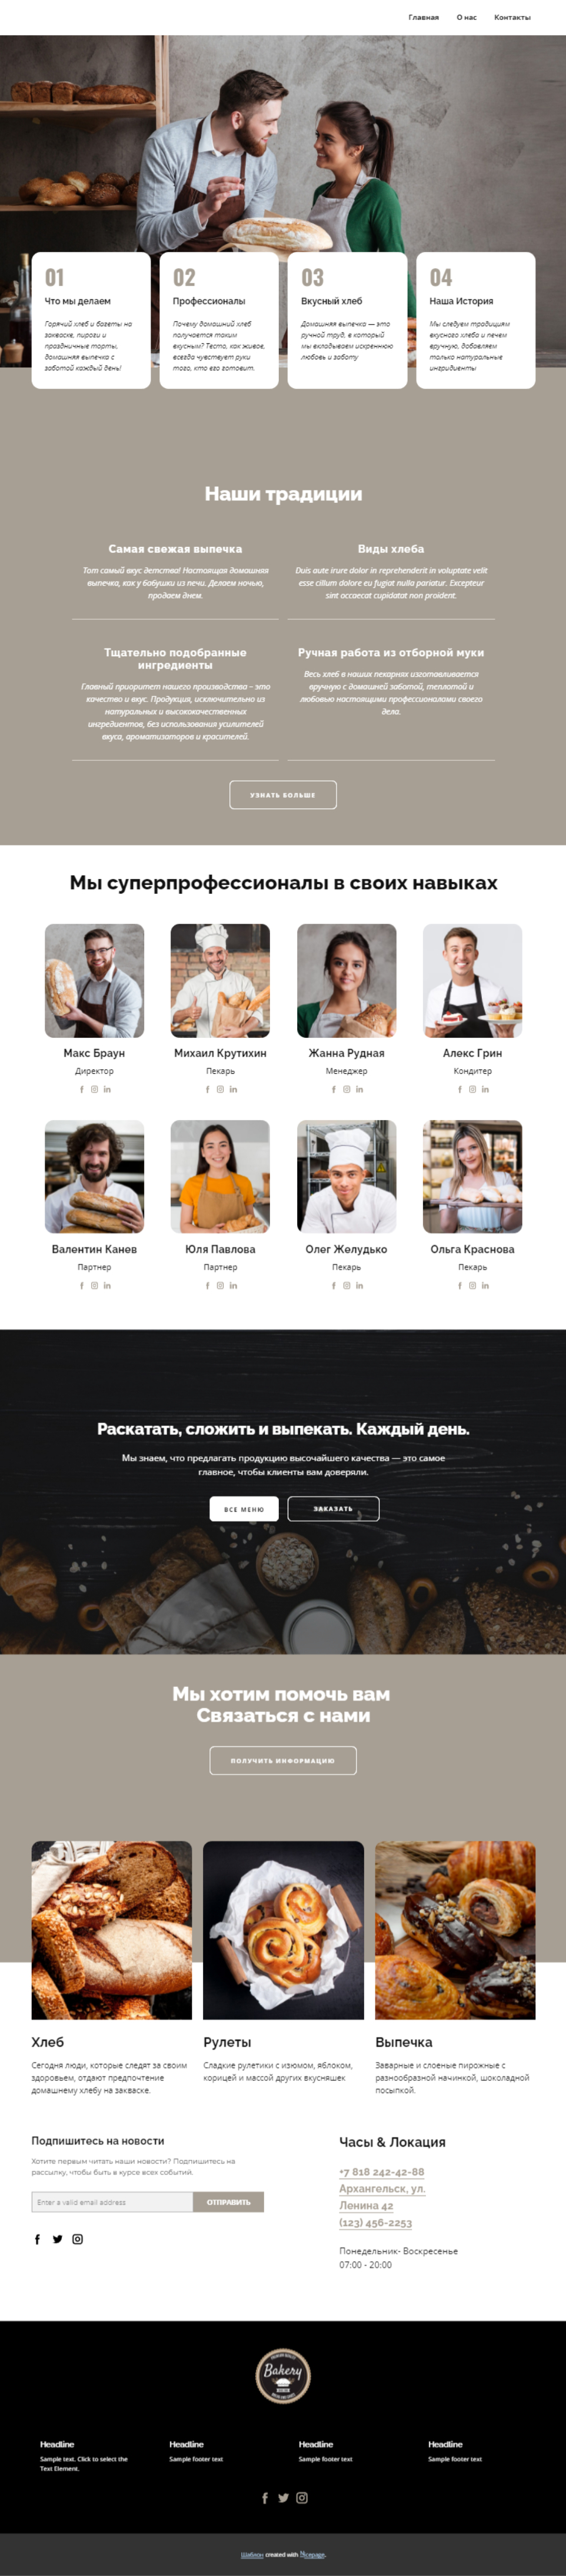 Главная О нас Контакты
01
Что мы делаем
Горячий хлеб и багеты на
закваске, пироги и
праздничные торты,
домашняя выпечка с
заботой каждый день!
02
Профессионалы
Почему домашний хлеб
получается таким
вкусным? Тесто, как живое,
всегда чувствует руки
того, кто его готовит.
03
Вкусный хлеб
Домашняя выпечка — это
ручной труд, в который
мы вкладываем искреннюю
любовь и заботу
04
Наша История
Мы следуем традициям
вкусного хлеба и печем
вручную, добавляем
только натуральные
ингридиенты
Наши традиции
Самая свежая выпечка
Тот самый вкус детства! Настоящая домашняя
выпечка, как у бабушки из печи. Делаем ночью,
продаем днем.
Виды хлеба
Duis aute irure dolor in reprehenderit in voluptate velit
esse cillum dolore eu fugiat nulla pariatur. Excepteur
sint occaecat cupidatat non proident.
Тщательно подобранные
ингредиенты
Главный приоритет нашего производства – это
качество и вкус. Продукция, исключительно из
натуральных и высококачественных
ингредиентов, без использования усилителей
вкуса, ароматизаторов и красителей.
Ручная работа из отборной муки
Весь хлеб в наших пекарнях изготавливается
вручную с домашней заботой, теплотой и
любовью настоящими профессионалами своего
дела.
УЗНАТЬ БОЛЬШЕ
Мы суперпрофессионалы в своих навыках
Макс Браун
Директор
Михаил Крутихин
Пекарь
Жанна Рудная
Менеджер
Алекс Грин
Кондитер
Валентин Канев
Партнер
Юля Павлова
Партнер
Олег Желудько
Пекарь
Ольга Краснова
Пекарь
Раскатать, сложить и выпекать. Каждый день.
Мы знаем, что предлагать продукцию высочайшего качества — это самое
главное, чтобы клиенты вам доверяли.
ВСЕ МЕНЮ
ЗАКАЗАТЬ
Мы хотим помочь вам
Связаться с нами
ПОЛУЧИТЬ ИНФОРМАЦИЮ
Хлеб
Сегодня люди, которые следят за своим
здоровьем, отдают предпочтение
домашнему хлебу на закваске.
Рулеты
Сладкие рулетики с изюмом, яблоком,
корицей и массой других вкусняшек
Выпечка
Заварные и слоеные пирожные с
разнообразной начинкой, шоколадной
посыпкой.
Подпишитесь на новости
Хотите первым читать наши новости? Подпишитесь на
рассылку, чтобы быть в курсе всех событий.
Enter a valid email address
ОТПРАВИТЬ
Часы & Локация
+7 818 242-42-88
Архангельск, ул.
Ленина 42
(123) 456-2253
Понедельник- Воскресенье
07:00 - 20:00
Bakery
Headline
Sample text. Click to select the
Text Element.
Headline
Sample footer text
Headline
Sample footer text
Headline
Sample footer text
Шаблон created with Nicepage.